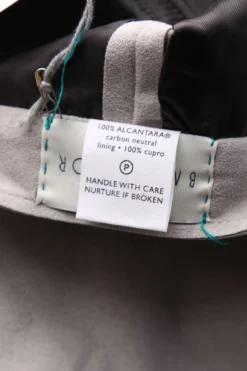 100% ALCANTARA®
carbon neutral
lining • 100% cupro
P
HANDLE WITH CARE
NURTURE IF BROKEN